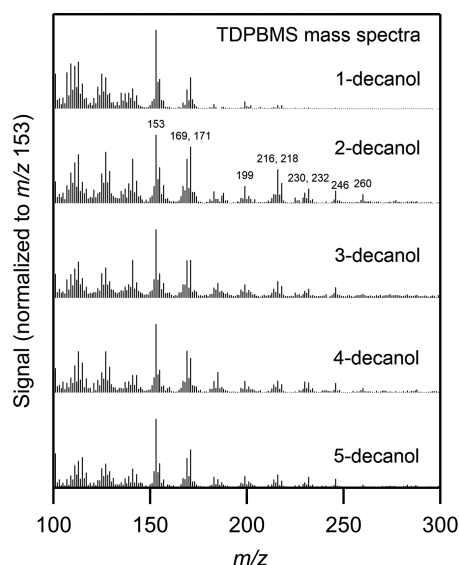 TDPBMS mass spectra
1-decanol
153
169, 171
2-decanol
199
216, 218
230, 232
246
260
3-decanol
4-decanol
5-decanol
Signal (normalized to m/z 153)
100 150 200 250 300
m/z